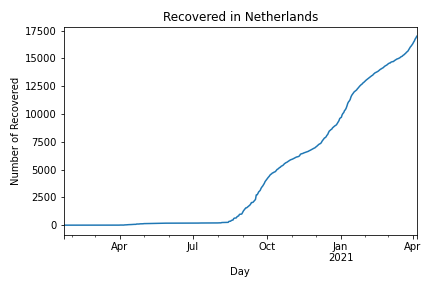 Recovered in Netherlands
Number of Recovered
17500
15000
12500
10000
7500
5000
2500
0
Apr
Jul
Oct
Jan
2021
Apr
Day